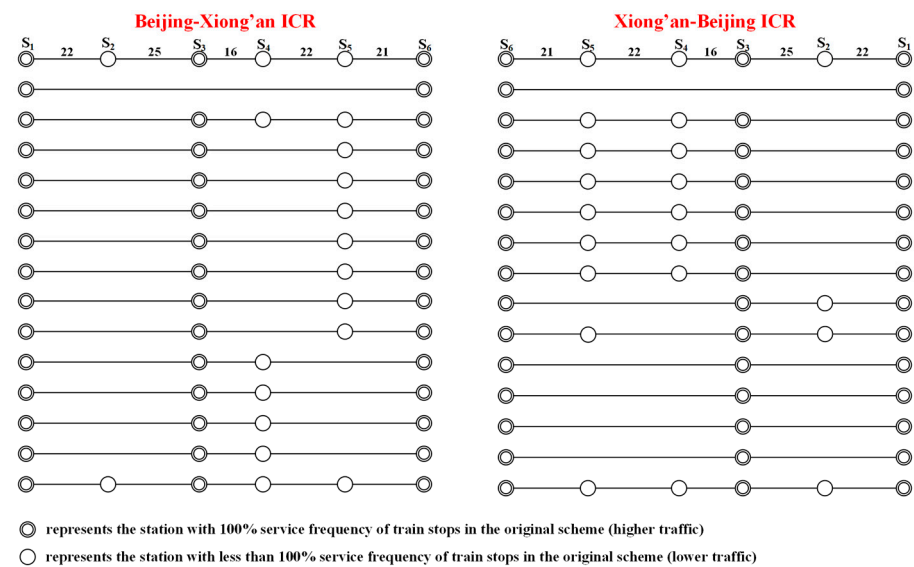 Beijing-Xiong'an ICR
Xiong'an-Beijing ICR
S1 22 S2 25 S3 16 S4 22 S5 21 S6
S6 21 S5 22 S4 16 S3 25 S2 22 S1
represents the station with 100% service frequency of train stops in the original scheme (higher traffic)
represents the station with less than 100% service frequency of train stops in the original scheme (lower traffic)